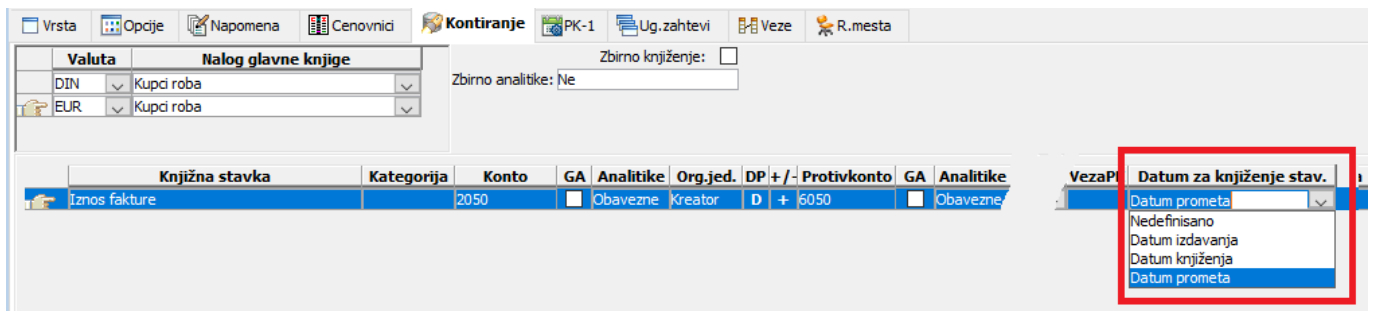 Vrsta Opcije Napomena Cenovnici Kontiranje PK-1 Ug.zahtevi Veze R.mesta
Valuta Nalog glavne knjige Zbirno knjiženje:
DIN Kupci roba Zbirno analitike: Ne
EUR Kupci roba
Knjižna stavka Kategorija Konto GA Analitike Org.jed. DP +/- Protivkonto GA Analitike Datum za knjiženje stav.
Iznos fakture 2050 Obavezne Kreator D + 6050 Obavezne Datum prometa
Nedefinisano
Datum izdavanja
Datum knjiženja
Datum prometa